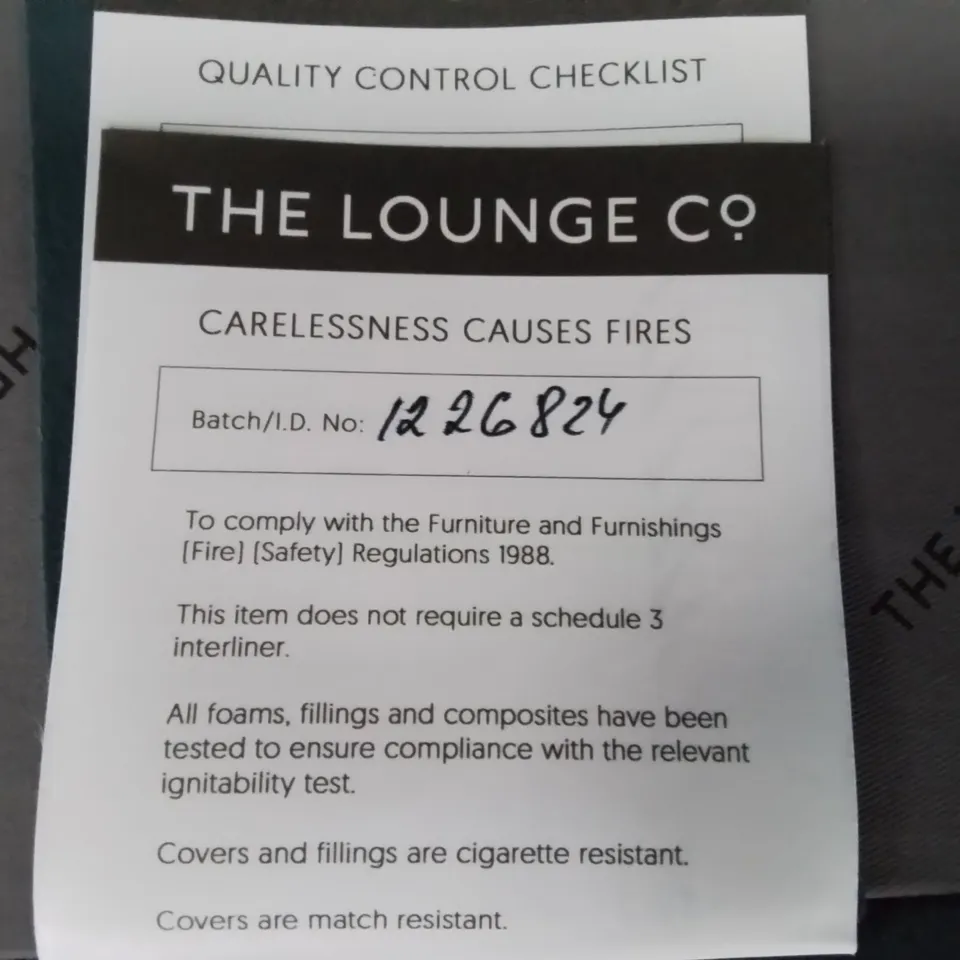 QUALITY CONTROL CHECKLIST
THE LOUNGE Cº
CARELESSNESS CAUSES FIRES
Batch/I.D. No: 1226824
To comply with the Furniture and Furnishings
(Fire) (Safety) Regulations 1988.
This item does not require a schedule 3
interliner.
All foams, fillings and composites have been
tested to ensure compliance with the relevant
ignitability test.
Covers and fillings are cigarette resistant.
Covers are match resistant.
THE